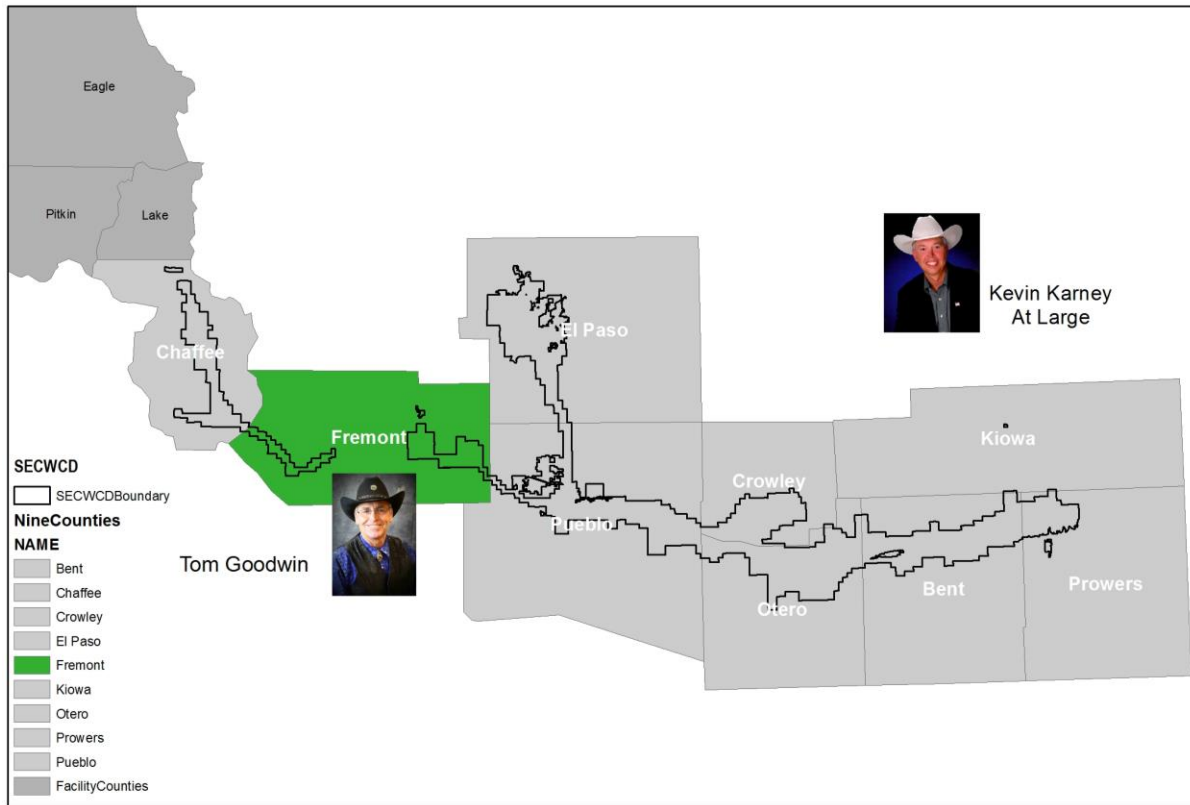 Eagle
Pitkin
Lake
Chaffee
El Paso
Kevin Karney
At Large
Fremont
Kiowa
Crowley
Pueblo
Tom Goodwin
Otero
Bent
Prowers
SECWCD
SECWCDBoundary
NineCounties
NAME
Bent
Chaffee
Crowley
El Paso
Fremont
Kiowa
Otero
Prowers
Pueblo
FacilityCounties